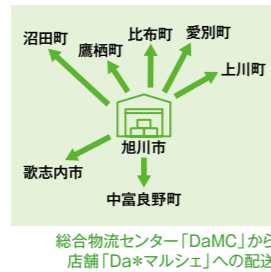 沼田町
鷹栖町
比布町
愛別町
上川町
旭川市
歌志内市
中富良野町
総合物流センター「DaMC」から
店舗「Da*マルシェ」への配送